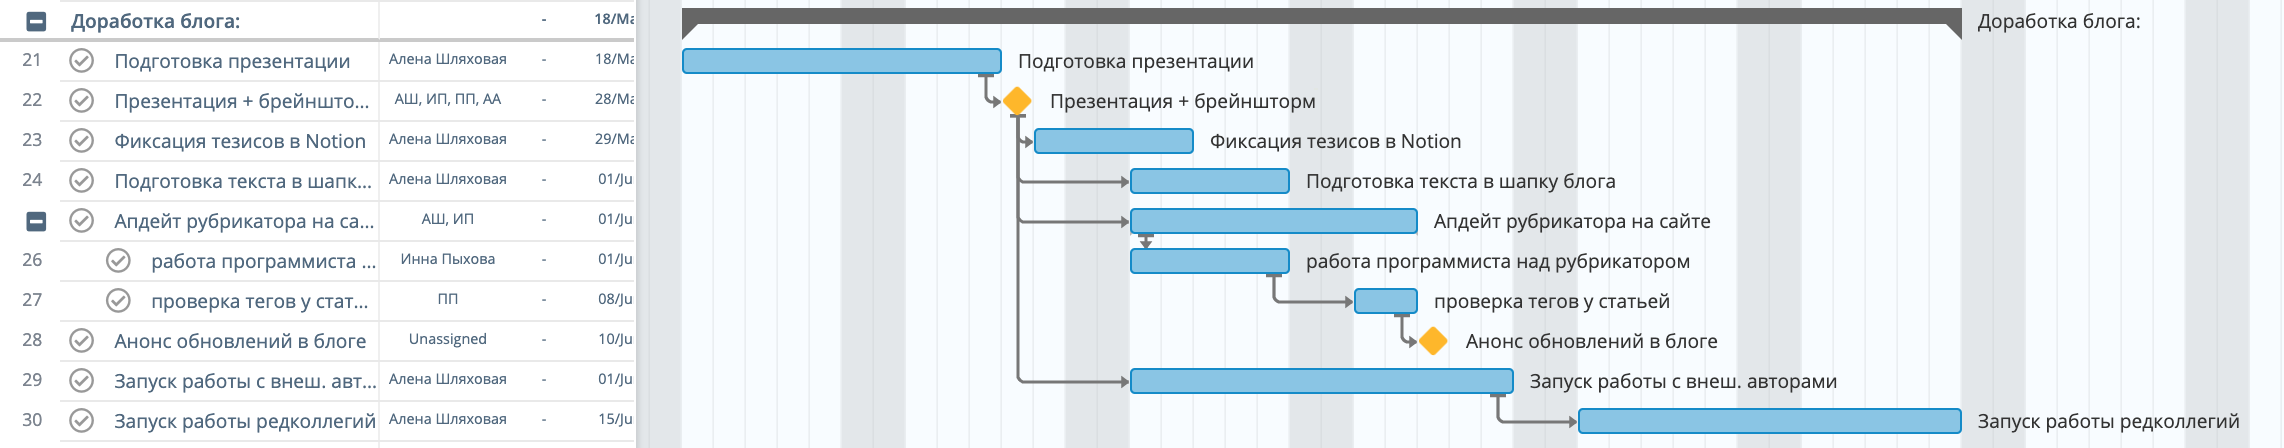 Доработка блога: - 18/Ma Доработка блога:
21 Подготовка презентации Алена Шляховая - 18/Ma Подготовка презентации
22 Презентация + брейншто... АШ, ИП, ПП, АА - 28/Ma Презентация + брейншторм
23 Фиксация тезисов в Notion Алена Шляховая - 29/Ma Фиксация тезисов в Notion
24 Подготовка текста в шапк... Алена Шляховая - 01/Ju Подготовка текста в шапку блога
Апдейт рубрикатора на са... АШ, ИП - 01/Ju Апдейт рубрикатора на сайте
26 работа программиста ... Инна Пыхова - 01/Ju работа программиста над рубрикатором
27 проверка тегов у стат... ПП - 08/Ju проверка тегов у статьей
28 Анонс обновлений в блоге Unassigned - 10/Ju Анонс обновлений в блоге
29 Запуск работы с внеш. авт... Алена Шляховая - 01/Ju Запуск работы с внеш. авторами
30 Запуск работы редколлегий Алена Шляховая - 15/Ju Запуск работы редколлегий